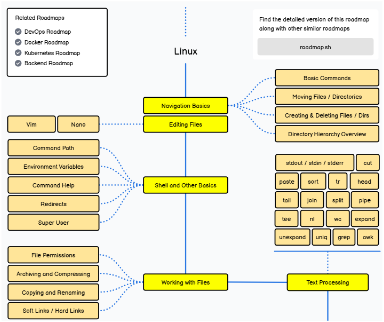 Related Roadmaps
DevOps Roadmap
Docker Roadmap
Kubernetes Roadmap
Backend Roadmap
Find the detailed version of this roadmap
along with other similar roadmaps
roadmap.sh
Linux
Navigation Basics
Basic Commands
Moving Files / Directories
Creating & Deleting Files / Dirs
Directory Hierarchy Overview
Vim
Nano
Editing Files
Command Path
Environment Variables
Command Help
Redirects
Super User
Shell and Other Basics
stdout / stdin / stderr
cut
paste
sort
tr
head
tail
join
split
pipe
tee
nl
wc
expand
unexpand
uniq
grep
awk
File Permissions
Archiving and Compressing
Copying and Renaming
Soft Links / Hard Links
Working with Files
Text Processing